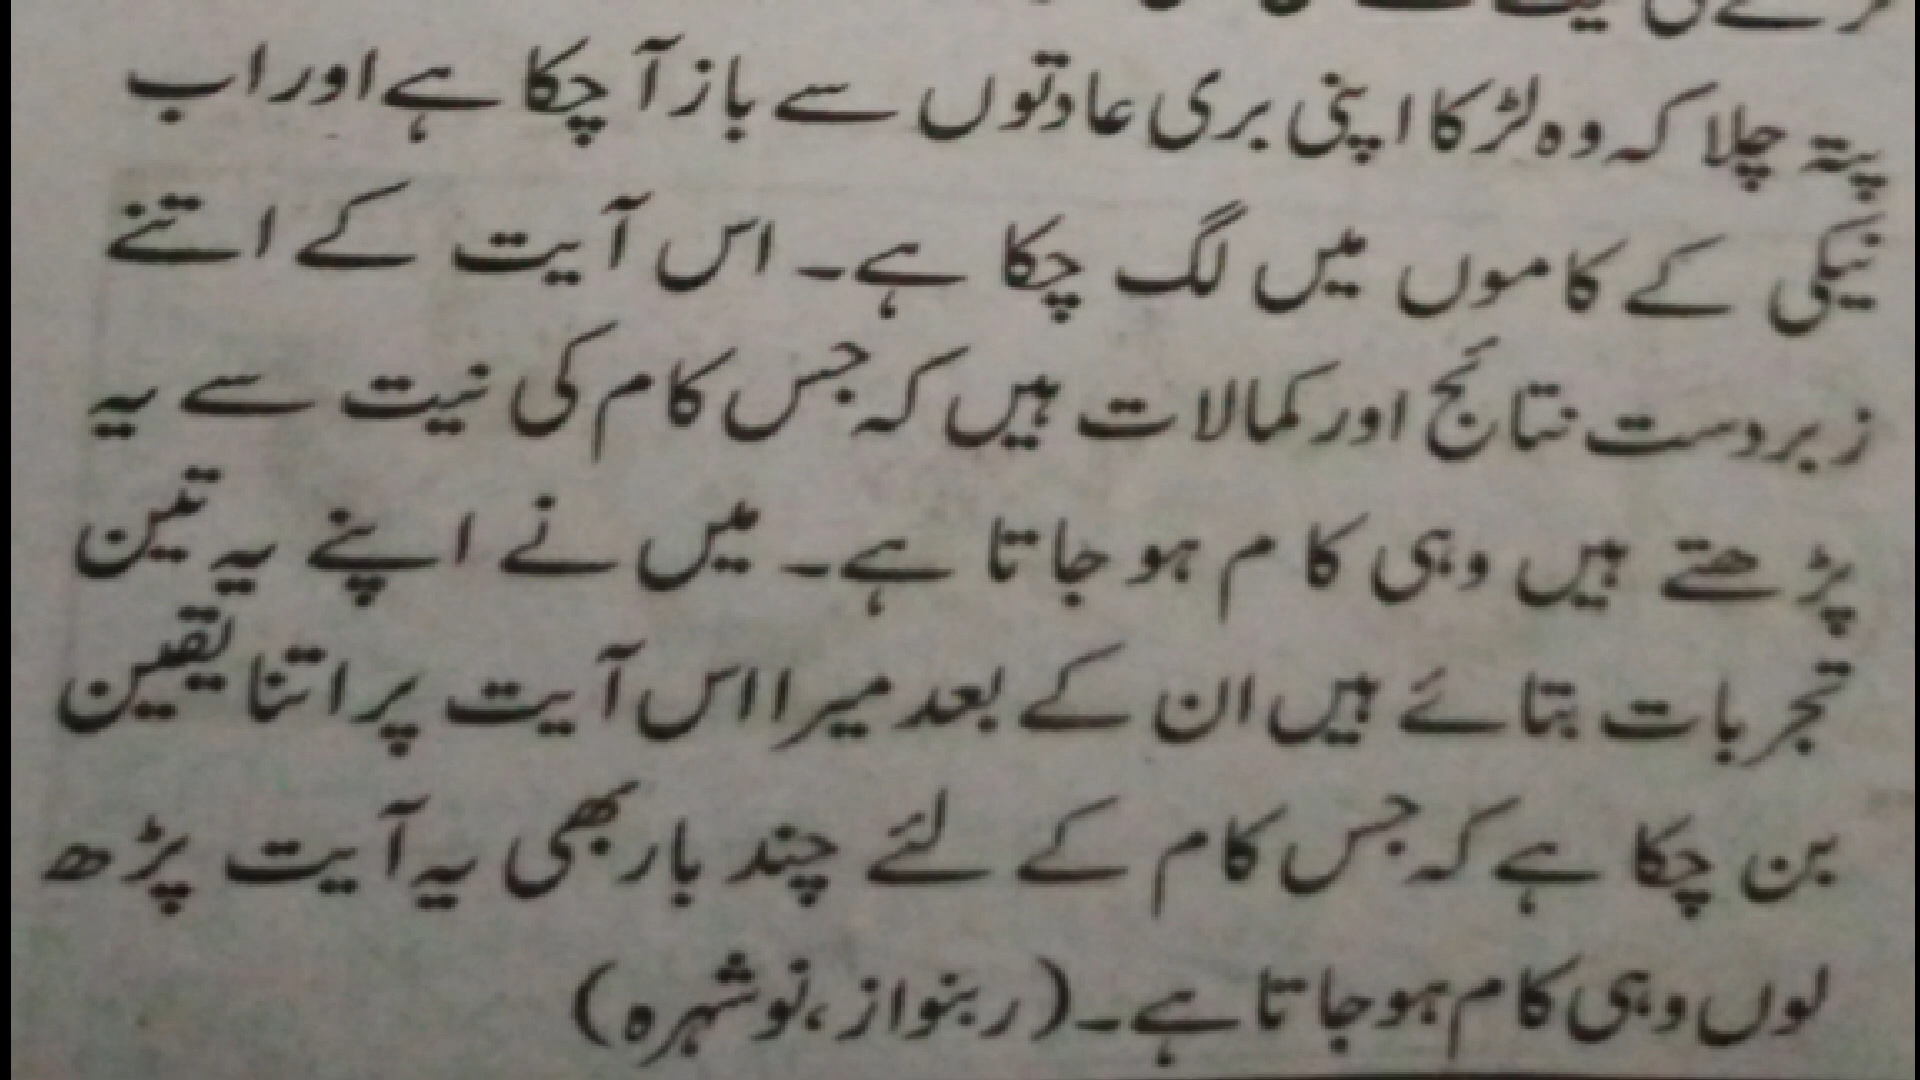 پتہ چلا کہ وہ لڑکا اپنی بری عادتوں سے باز آ چکا ہے اور اب
نیکی کے کاموں میں لگ چکا ہے۔ اس آیت کے اتنے
زبردست نتائج اور کمالات ہیں کہ جس کام کی نیت سے یہ
پڑھتے ہیں وہی کام ہو جاتا ہے۔ میں نے اپنے یہ تین
تجربات بتائے ہیں ان کے بعد میرا اس آیت پر اتنا یقین
بن چکا ہے کہ جس کام کے لئے چند بار بھی یہ آیت پڑھ
لوں وہی کام ہو جاتا ہے۔ (ربنواز، نوشہرہ)